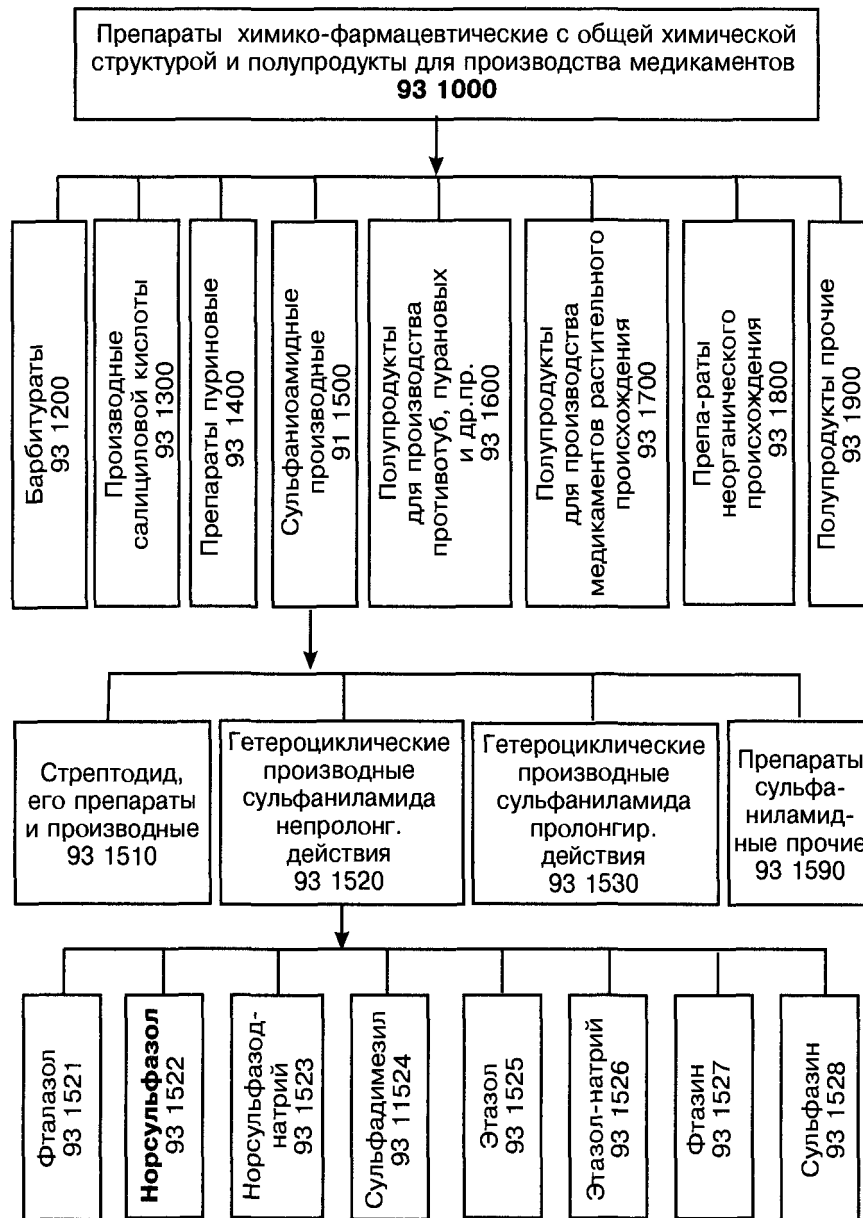 Препараты химико-фармацевтические с общей химической
структурой и полупродукты для производства медикаментов
93 1000
Барбитураты
93 1200
Производные
салициловой кислоты
93 1300
Препараты пуриновые
93 1400
Сульфаниоамидные
производные
91 1500
Полупродукты
для производства
противотуб, пурановых
и др.пр.
93 1600
Полупродукты
для производства
медикаментов растительного
происхождения
93 1700
Препа-раты
неорганического
происхождения
93 1800
Полупродукты прочие
93 1900
Стрептодид,
его препараты
и производные
93 1510
Гетероциклические
производные
сульфаниламида
непролонг.
действия
93 1520
Гетероциклические
производные
сульфаниламида
пролонгир.
действия
93 1530
Препараты
сульфа-
ниламид-
ные прочие
93 1590
Фталазол
93 1521
Норсульфазол
93 1522
Норсульфазод-
натрий
93 1523
Сульфадимезил
93 11524
Этазол
93 1525
Этазол-натрий
93 1526
Фтазин
93 1527
Сульфазин
93 1528